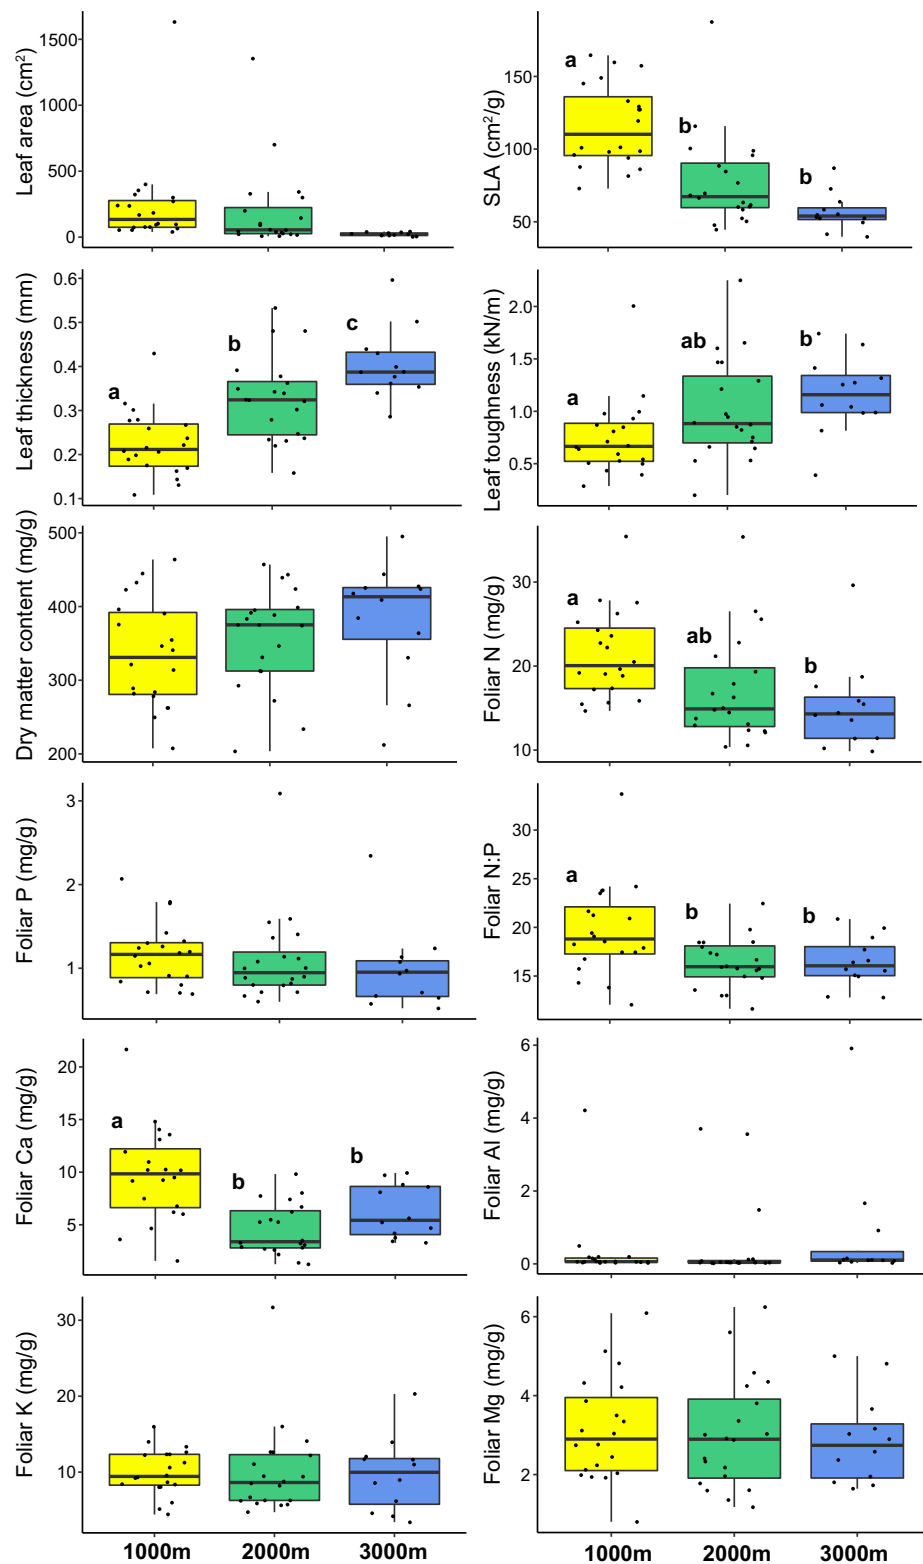 Leaf area (cm²)
1500
1000
500
0
SLA (cm²/g)
150
100
50
a
b
b
Leaf thickness (mm)
0.6
0.5
0.4
0.3
0.2
0.1
a
b
c
Leaf toughness (kN/m)
2.0
1.5
1.0
0.5
a
ab
b
Dry matter content (mg/g)
500
400
300
200
Foliar N (mg/g)
30
20
10
a
ab
b
Foliar P (mg/g)
3
2
1
Foliar N:P
30
25
20
15
a
b
b
Foliar Ca (mg/g)
20
15
10
5
a
b
b
Foliar Al (mg/g)
6
4
2
0
Foliar K (mg/g)
30
20
10
Foliar Mg (mg/g)
6
4
2
1000m 2000m 3000m
1000m 2000m 3000m